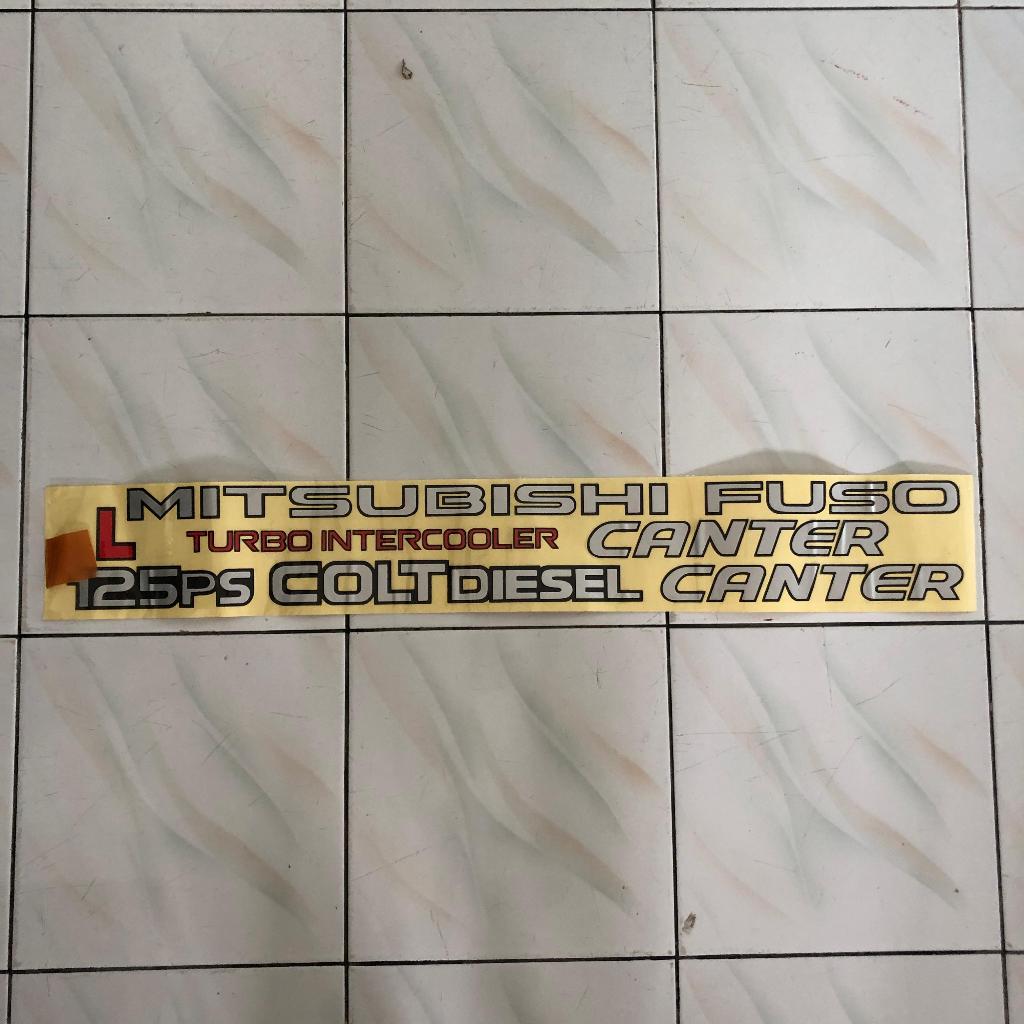 MITSUBISHI FUSO
L TURBO INTERCOOLER CANTER
125PS COLT DIESEL CANTER